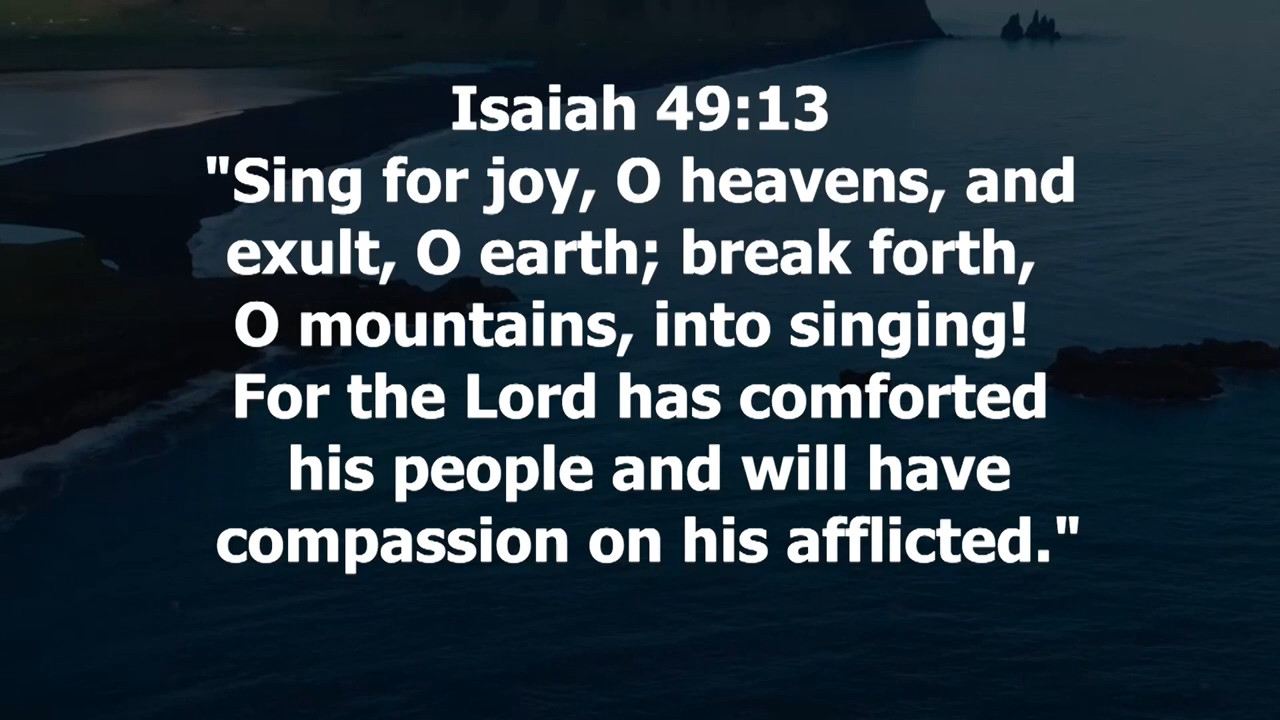 Isaiah 49:13
"Sing for joy, O heavens, and
exult, O earth; break forth,
O mountains, into singing!
For the Lord has comforted
his people and will have
compassion on his afflicted."